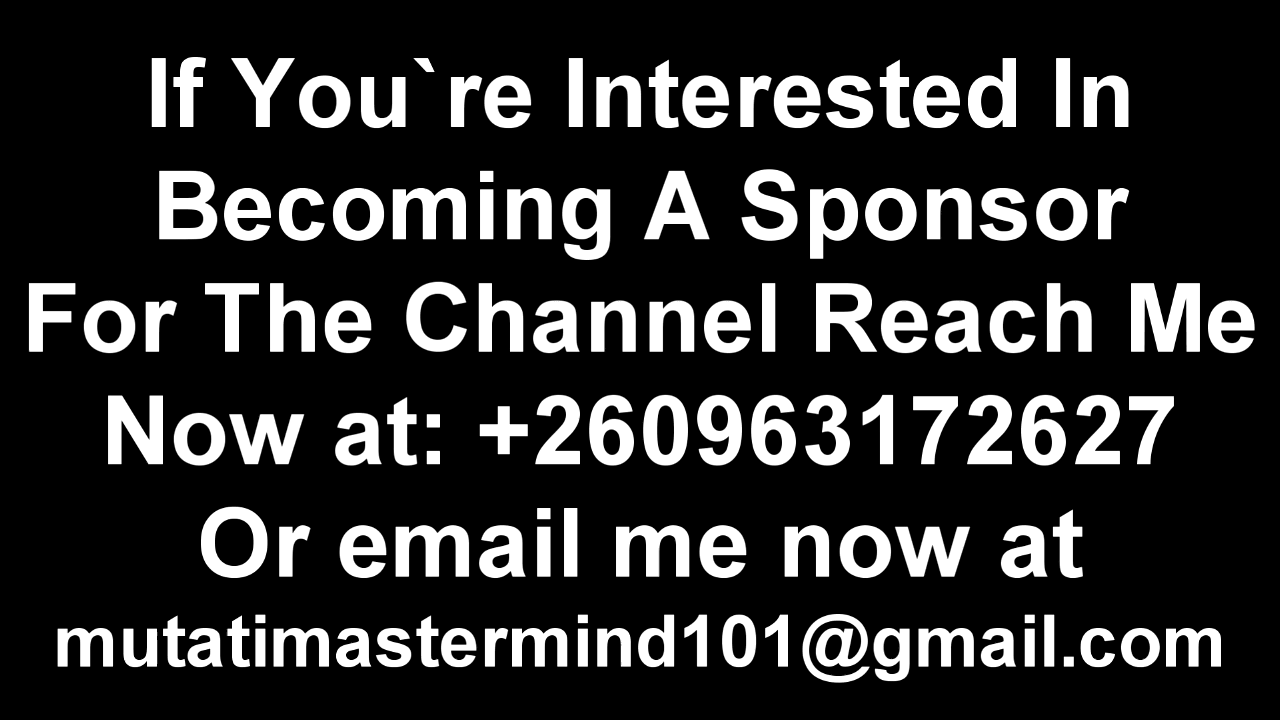 If You`re Interested In
Becoming A Sponsor
For The Channel Reach Me
Now at: +260963172627
Or email me now at
mutatimastermind101@gmail.com